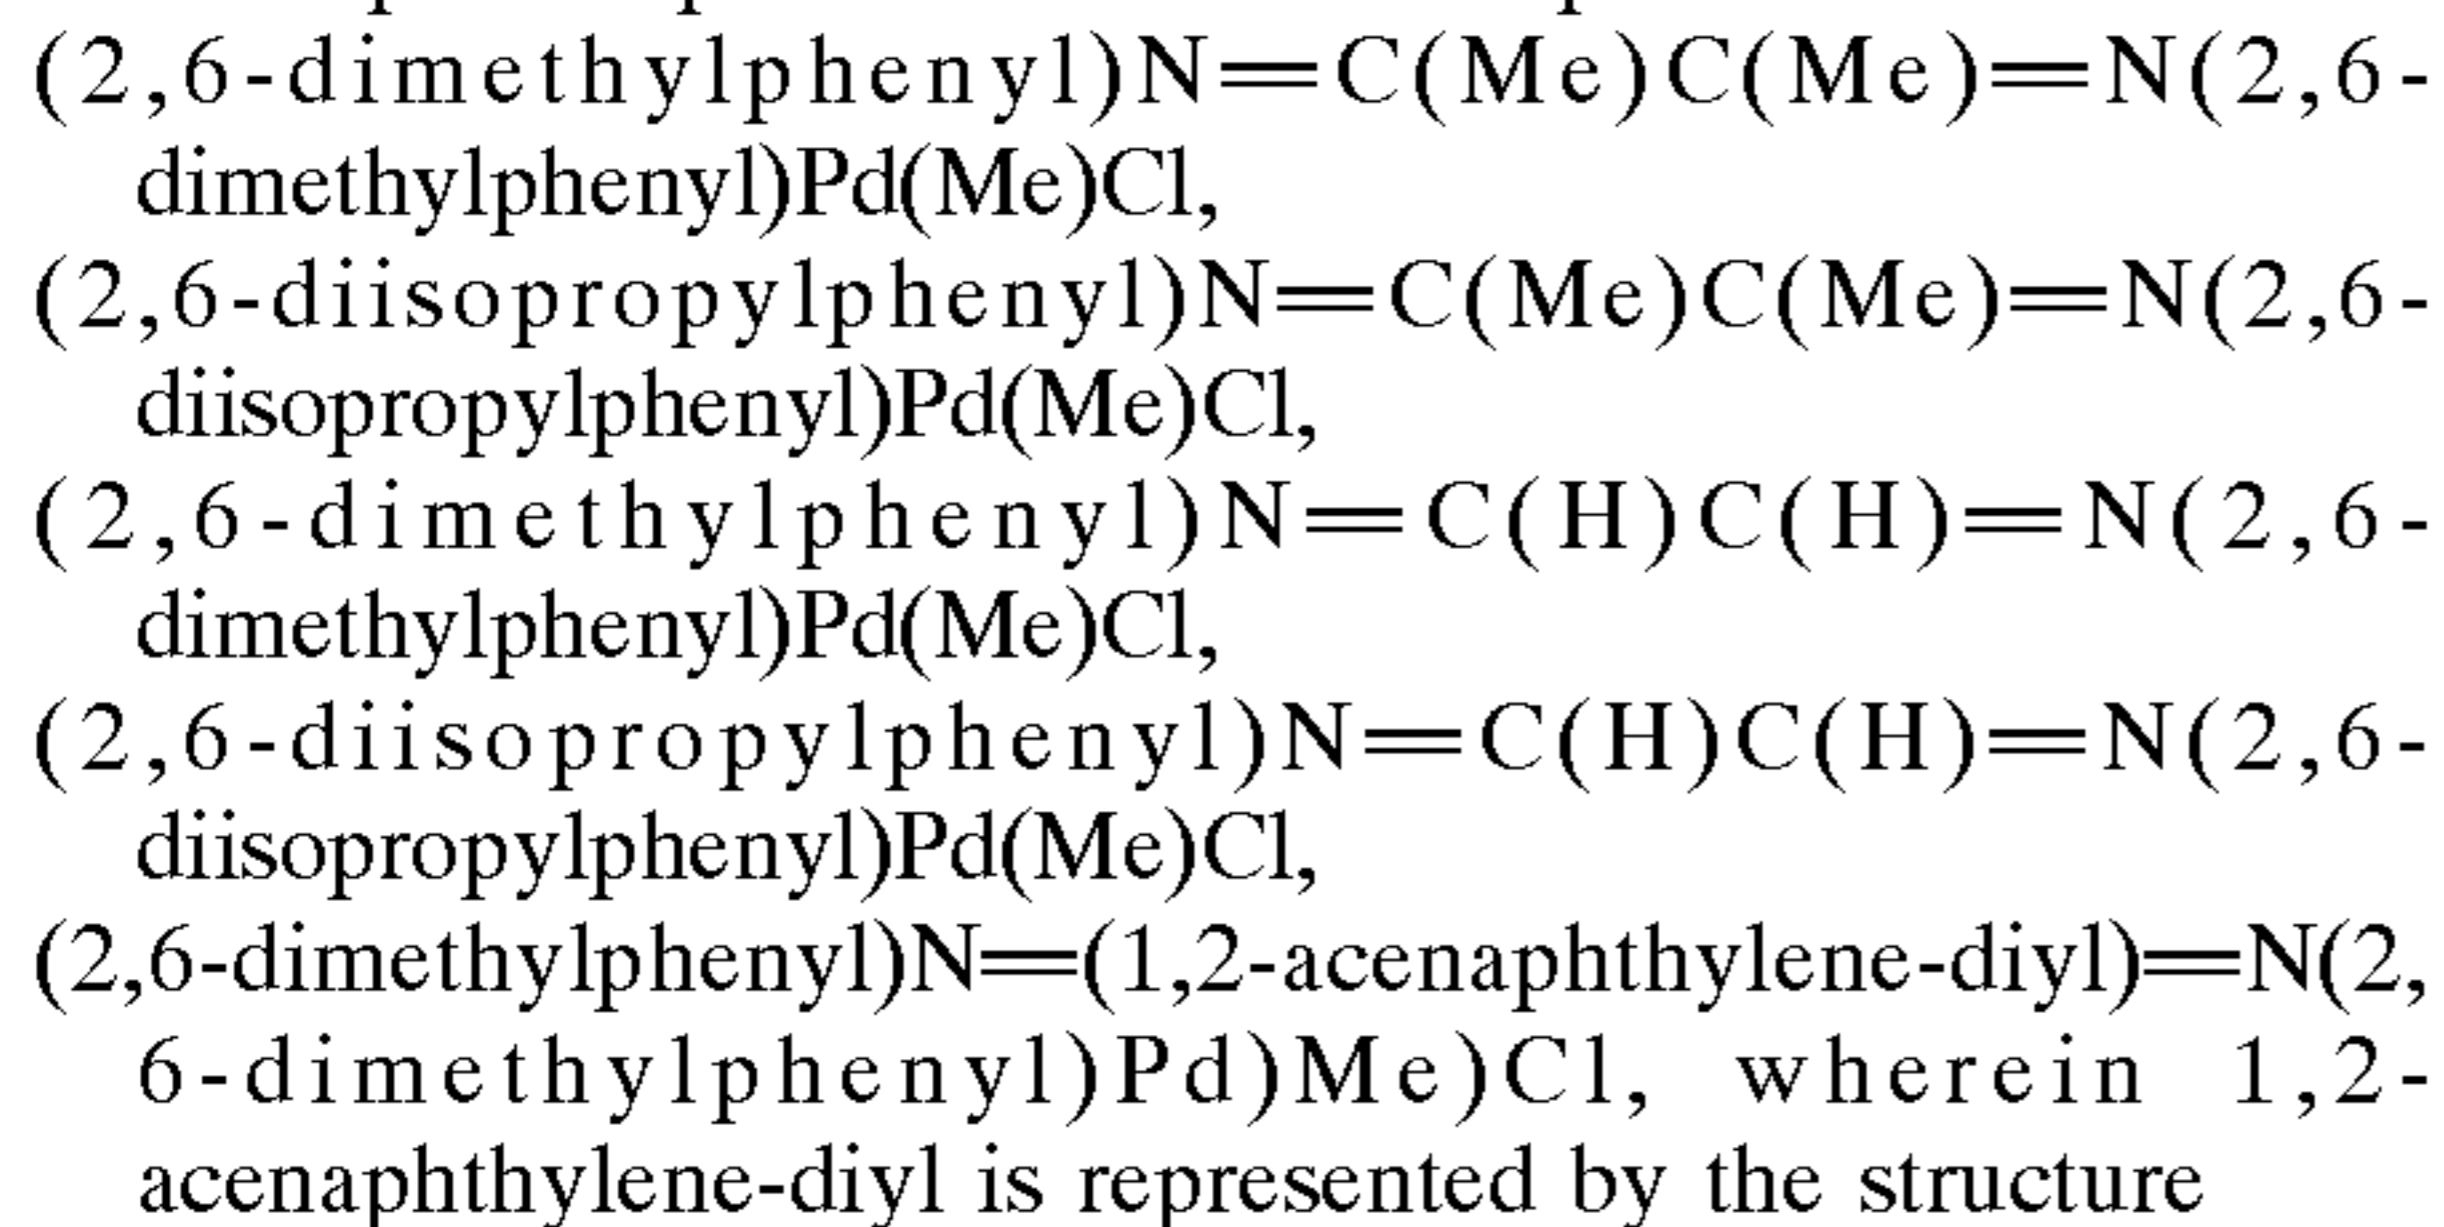 (2,6-dimethylphenyl)N=C(Me)C(Me)=N(2,6-
dimethylphenyl)Pd(Me)Cl,
(2,6-diisopropylphenyl)N=C(Me)C(Me)=N(2,6-
diisopropylphenyl)Pd(Me)Cl,
(2,6-dimethylphenyl)N=C(H)C(H)=N(2,6-
dimethylphenyl)Pd(Me)Cl,
(2,6-diisopropylphenyl)N=C(H)C(H)=N(2,6-
diisopropylphenyl)Pd(Me)Cl,
(2,6-dimethylphenyl)N=(1,2-acenaphthylene-diyl)=N(2,
6-dimethylphenyl)Pd)Me)Cl, wherein 1,2-
acenaphthylene-diyl is represented by the structure